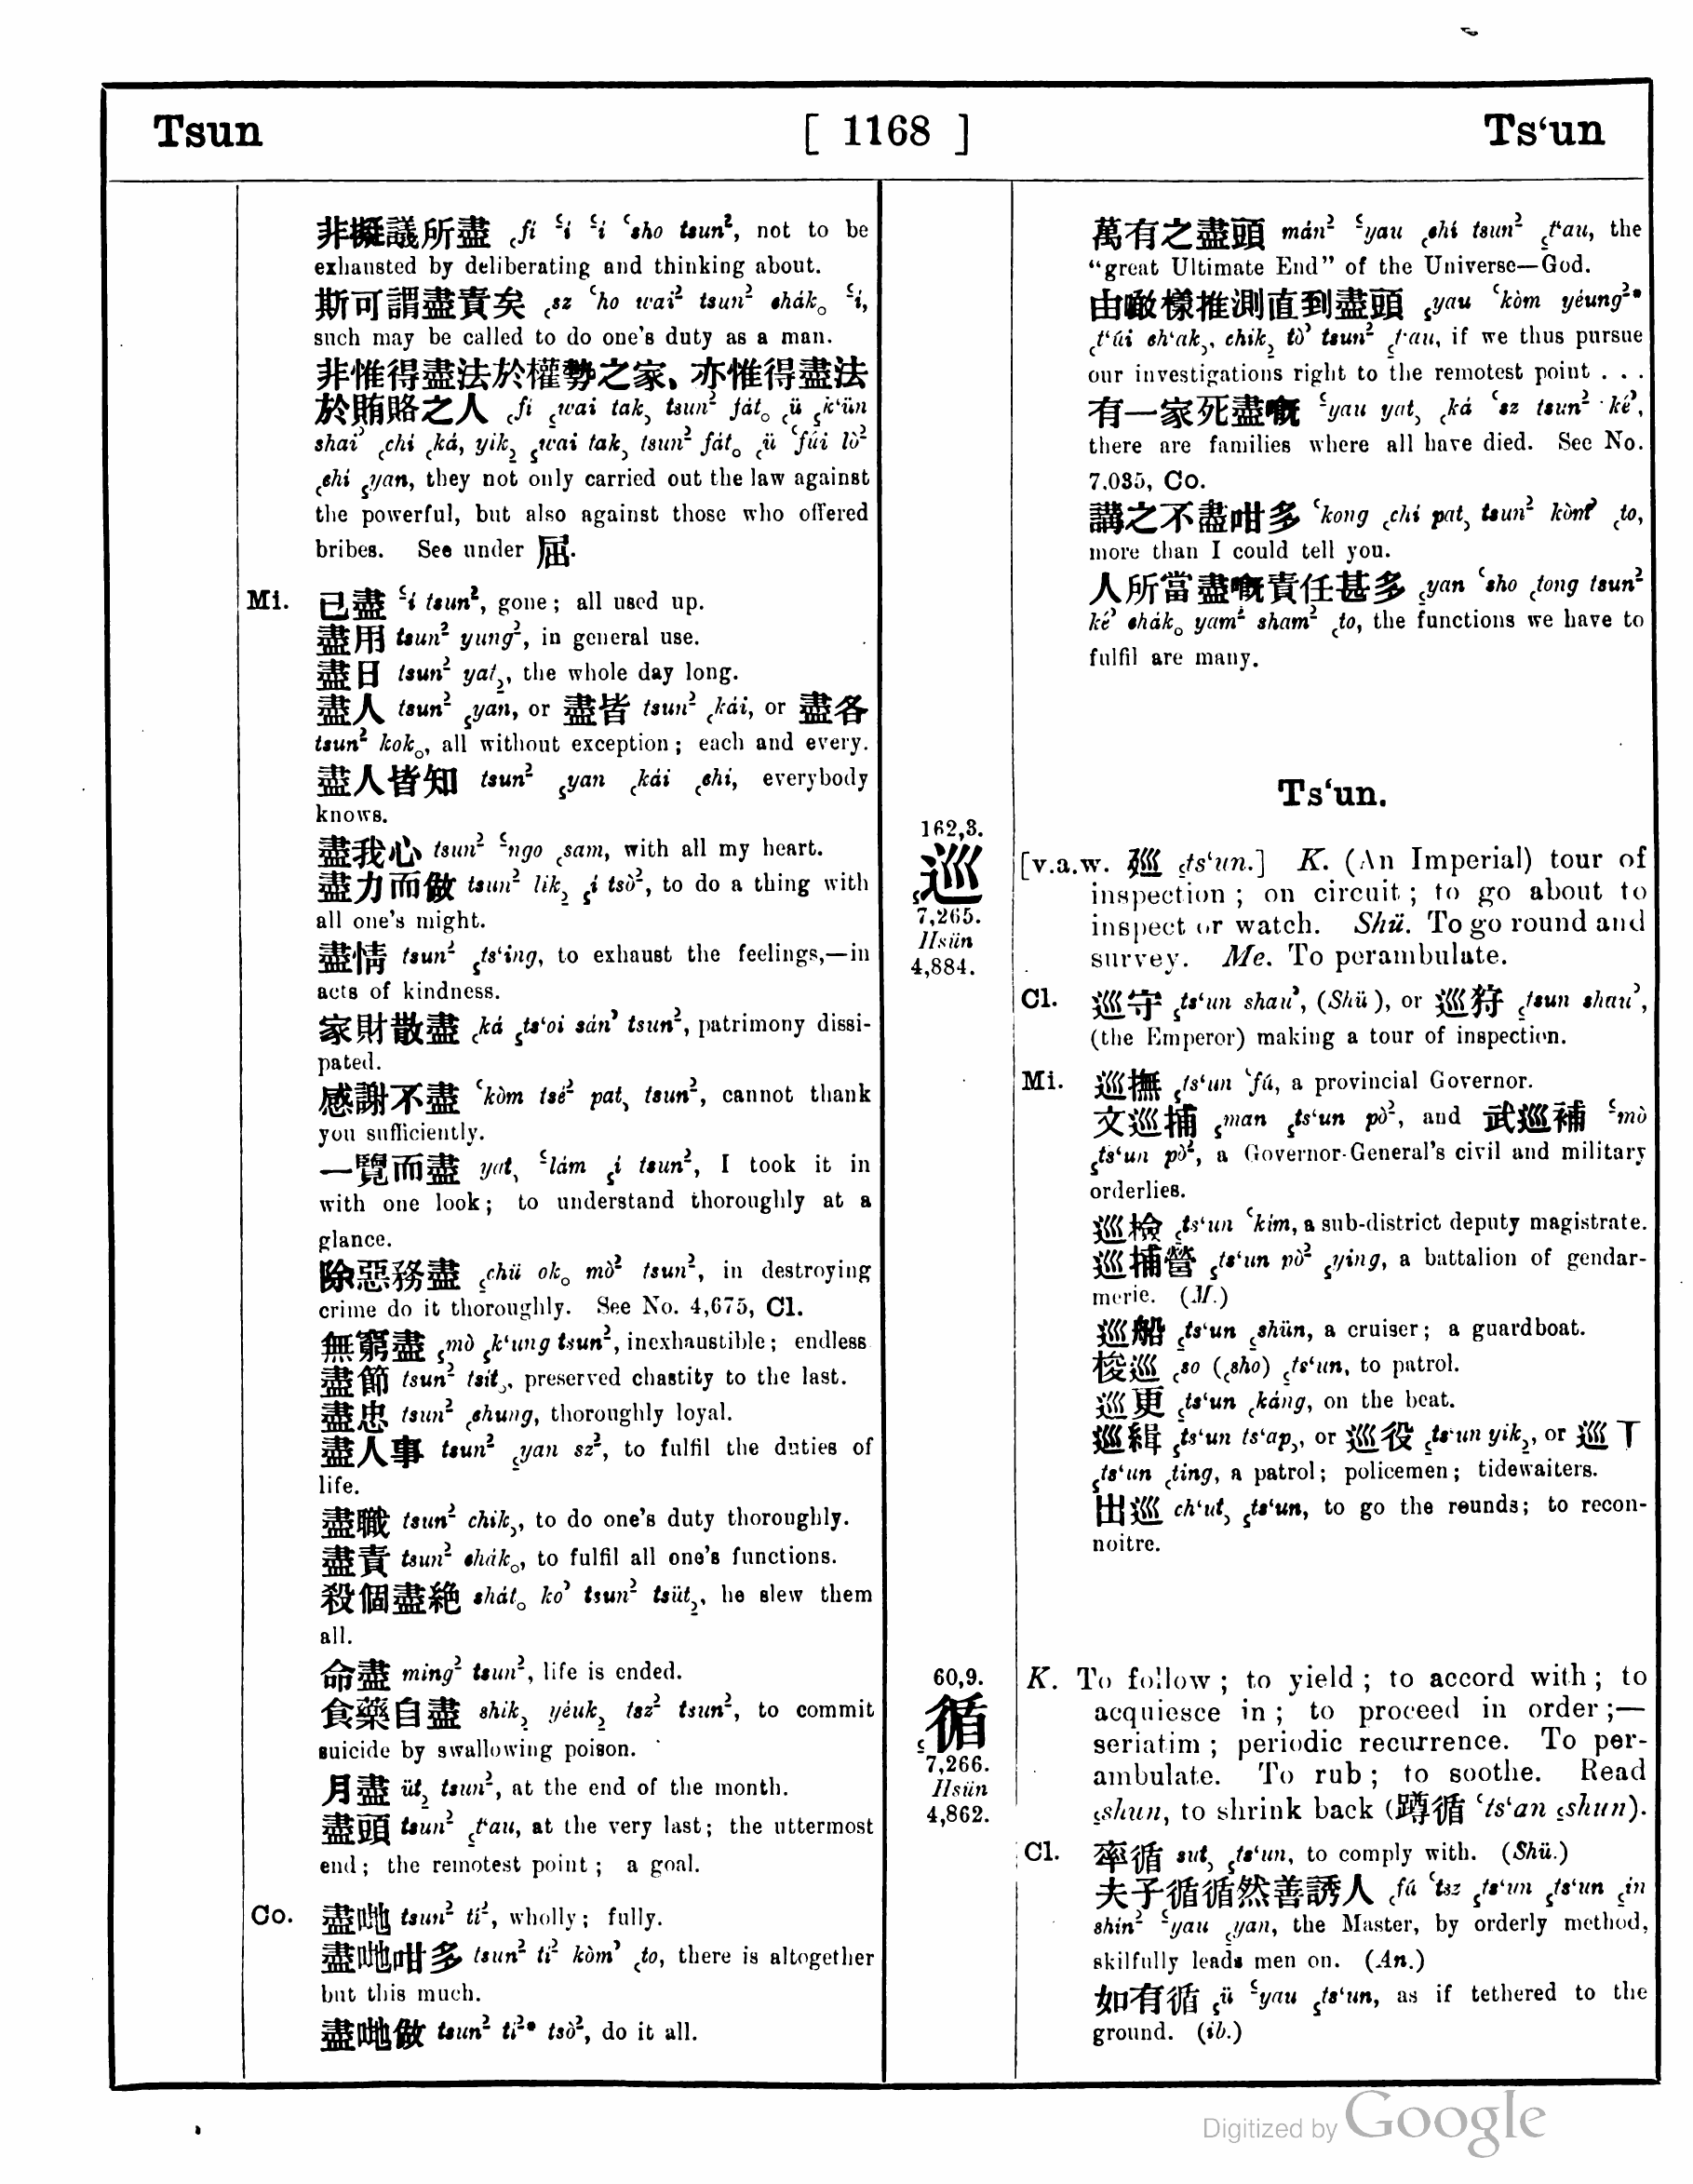 Tsun
[ 1168 ]
Ts‘un
非擬議所盡 ꜀fí ꜃í ꜃í ꜂sho tsun², not to be
exhausted by deliberating and thinking about.
斯可謂盡責矣 ꜀sz ꜂ho wai² tsun² shák。 ꜃í,
such may be called to do one's duty as a man.
非惟得盡法於權勢之家、亦惟得盡法
於賄賂之人 ꜀fí ꜁wai tak꜆ tsun² fát。 ꜀ü ꜁k‘ün
shai꜄ ꜀chí ꜀ká, yik꜇ ꜁wai tak꜆ tsun² fát。 ꜀ü ꜂fúi lò²
꜀chí ꜁yan, they not only carried out the law against
the powerful, but also against those who offered
bribes. See under 屈.
Mi. 已盡 ꜃í tsun², gone; all used up.
盡用 tsun² yung², in general use.
盡日 tsun² yat꜇, the whole day long.
盡人 tsun² ꜁yan, or 盡皆 tsun² ꜀kái, or 盡各
tsun² kok。, all without exception; each and every.
盡人皆知 tsun² ꜁yan ꜀kái ꜀chí, everybody
knows.
盡我心 tsun² ꜃ngo ꜀sam, with all my heart.
盡力而做 tsun² lik꜇ ꜁í tsò², to do a thing with
all one's might.
盡情 tsun² ꜁ts‘ing, to exhaust the feelings,—in
acts of kindness.
家財散盡 ꜀ká ꜁ts‘oi sán꜄ tsun², patrimony dissi-
pated.
感謝不盡 ꜂kòm tsé² pat꜆ tsun², cannot thank
you sufficiently.
一覽而盡 yat꜆ ꜃lám ꜁í tsun², I took it in
with one look; to understand thoroughly at a
glance.
除惡務盡 ꜁chü ok。 mò² tsun², in destroying
crime do it thoroughly. See No. 4,675, Cl.
無窮盡 ꜁mò ꜁k‘ung tsun², inexhaustible; endless
盡節 tsun² tsít꜆, preserved chastity to the last.
盡忠 tsun² ꜀chung, thoroughly loyal.
盡人事 tsun² ꜁yan sz², to fulfil the duties of
life.
盡職 tsun² chik꜆, to do one's duty thoroughly.
盡責 tsun² chák。, to fulfil all one's functions.
殺個盡絶 shát。 ko꜄ tsun² tsüt꜇, he slew them
all.
命盡 ming² tsun², life is ended.
食藥自盡 shik꜇ yéuk꜇ tsz² tsun², to commit
suicide by swallowing poison.
月盡 üt꜇ tsun², at the end of the month.
盡頭 tsun² ꜁t‘au, at the very last; the uttermost
end; the remotest point; a goal.
Co. 盡哋 tsun² tí², wholly; fully.
盡哋咁多 tsun² tí² kòm꜄ ꜀to, there is altogether
but this much.
盡哋做 tsun² tí²* tsò², do it all.
萬有之盡頭 mán² ꜃yau ꜀chí tsun² ꜁t‘au, the
“great Ultimate End” of the Universe—God.
由噉樣推測直到盡頭 ꜁yau ꜂kòm yéung²*
꜀t‘úi ch‘ak꜆, chik꜇ tò꜄ tsun² ꜁t‘au, if we thus pursue
our investigations right to the remotest point . . .
有一家死盡嘅 ꜃yau yat꜆ ꜀ká ꜂sz tsun² ké꜄,
there are families where all have died. See No.
7,035, Co.
講之不盡咁多 ꜂kong ꜀chí pat꜆ tsun² kòm꜄ ꜀to,
more than I could tell you.
人所當盡嘅責任甚多 ꜁yan ꜂sho ꜀tong tsun²
ké꜄ chák。 yam² sham² ꜀to, the functions we have to
fulfil are many.
Ts‘un.
162,3.
꜁巡
7,265.
Hsün
4,884.
[v.a.w. 廵 ꜁ts‘un.] K. (An Imperial) tour of
inspection; on circuit; to go about to
inspect or watch. Shü. To go round and
survey. Me. To perambulate.
Cl. 巡守 ꜁ts‘un shau꜄, (Shü), or 巡狩 ꜁tsun shau꜄,
(the Emperor) making a tour of inspection.
Mi. 巡撫 ꜁ts‘un ꜂fú, a provincial Governor.
文巡捕 ꜁man ꜁ts‘un pò², and 武巡補 ꜃mò
꜁ts‘un pò², a Governor-General's civil and military
orderlies.
巡檢 ꜁ts‘un ꜂kím, a sub-district deputy magistrate.
巡捕營 ꜁ts‘un pò² ꜁ying, a battalion of gendar-
merie. (M.)
巡船 ꜁ts‘un ꜁shün, a cruiser; a guardboat.
梭巡 ꜀so (꜀sho) ꜁ts‘un, to patrol.
巡更 ꜁ts‘un ꜀káng, on the beat.
巡緝 ꜁ts‘un ts‘ap꜆, or 巡役 ꜁ts‘un yik꜇, or 巡丁
꜁ts‘un ꜀ting, a patrol; policemen; tidewaiters.
出巡 ch‘ut꜆ ꜁ts‘un, to go the rounds; to recon-
noitre.
60,9.
꜁循
7,266.
Hsün
4,862.
K. To follow; to yield; to accord with; to
acquiesce in; to proceed in order;—
seriatim; periodic recurrence. To per-
ambulate. To rub; to soothe. Read
꜁shun, to shrink back (蹲循 ꜂ts‘an ꜁shun).
Cl. 率循 sut꜆ ꜁ts‘un, to comply with. (Shü.)
夫子循循然善誘人 ꜀fú ꜂tsz ꜁ts‘un ꜁ts‘un ꜁ín
shín² ꜃yau ꜁yan, the Master, by orderly method,
skilfully leads men on. (An.)
如有循 ꜁ü ꜃yau ꜁ts‘un, as if tethered to the
ground. (ib.)
Digitized by Google